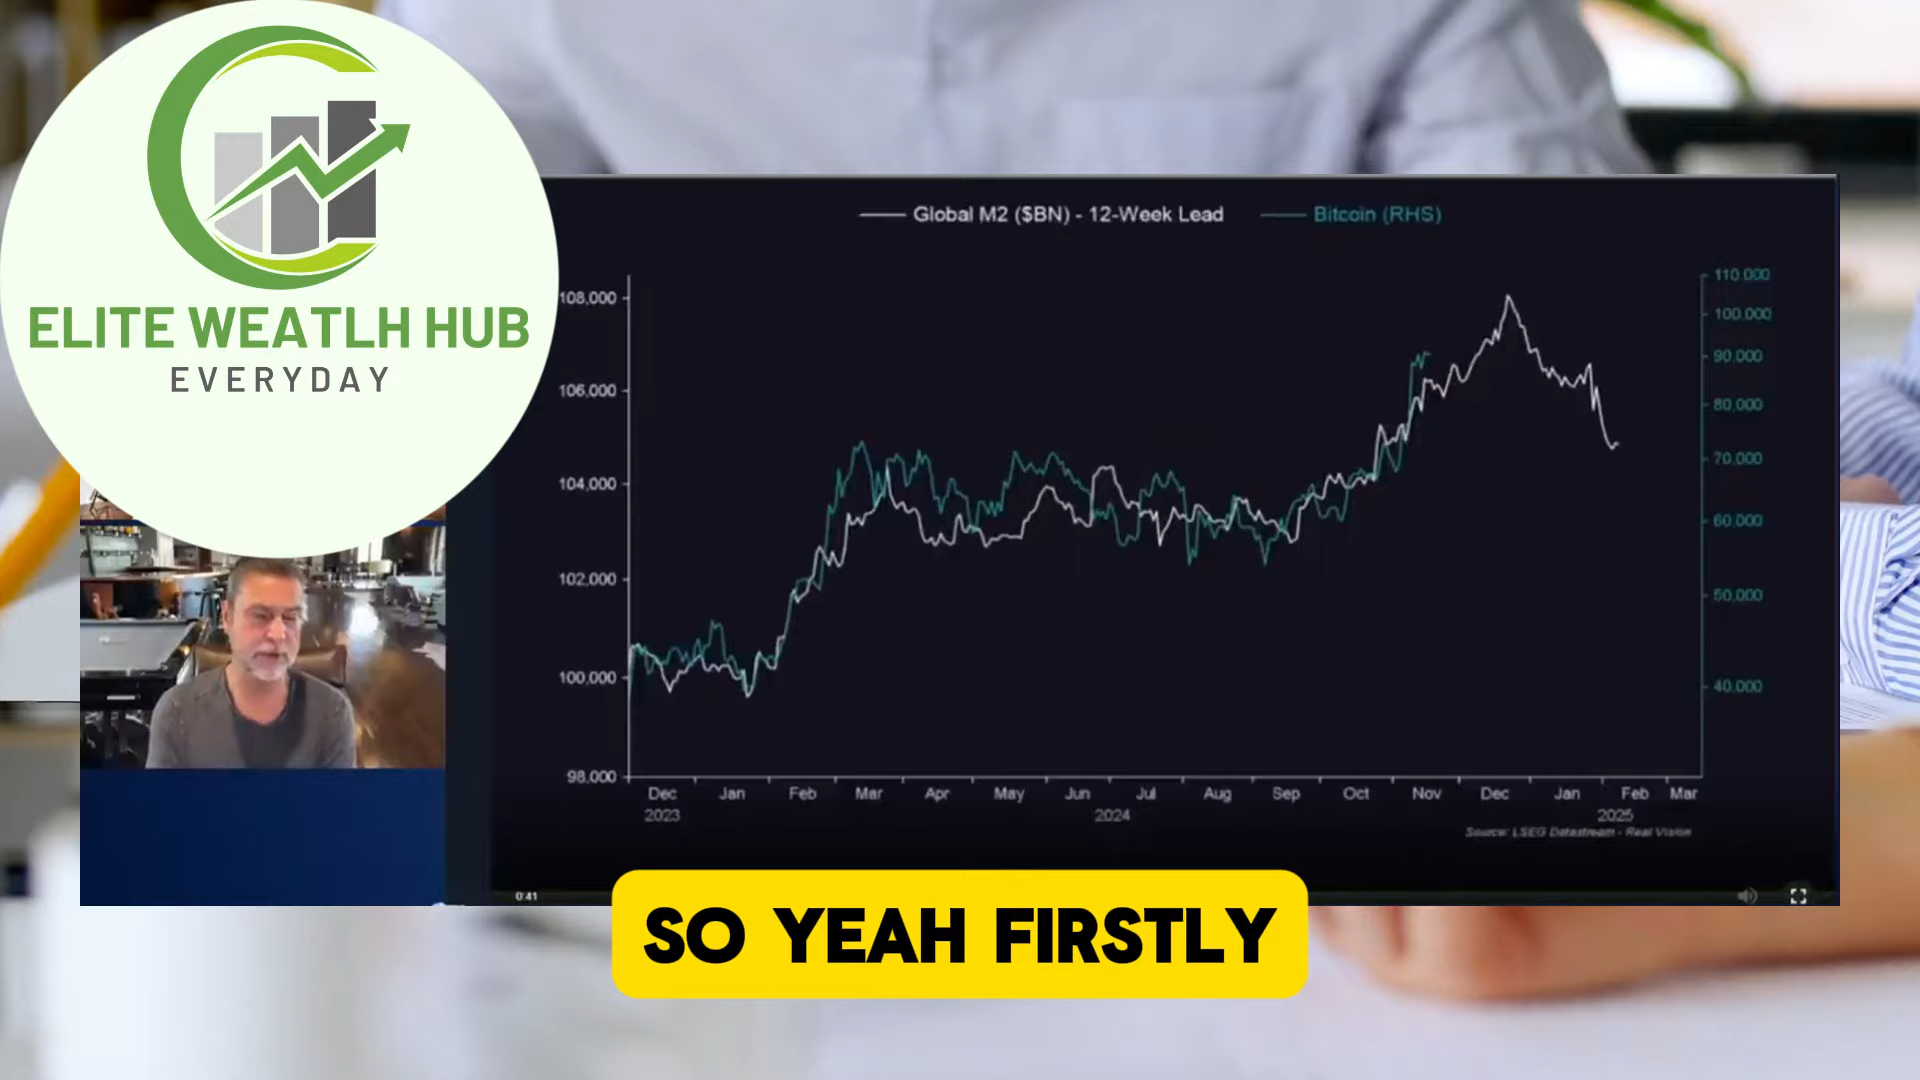 ELITE WEATLH HUB
EVERYDAY
Global M2 ($BN) - 12-Week Lead
Bitcoin (RHS)
108,000
106,000
104,000
102,000
100,000
98,000
110,000
100,000
90,000
80,000
70,000
60,000
50,000
40,000
Dec Jan Feb Mar Apr May Jun Jul Aug Sep Oct Nov Dec Jan Feb Mar
2023 2024 2025
Source: LSEG Datastream - Real Vision
0:41
SO YEAH FIRSTLY